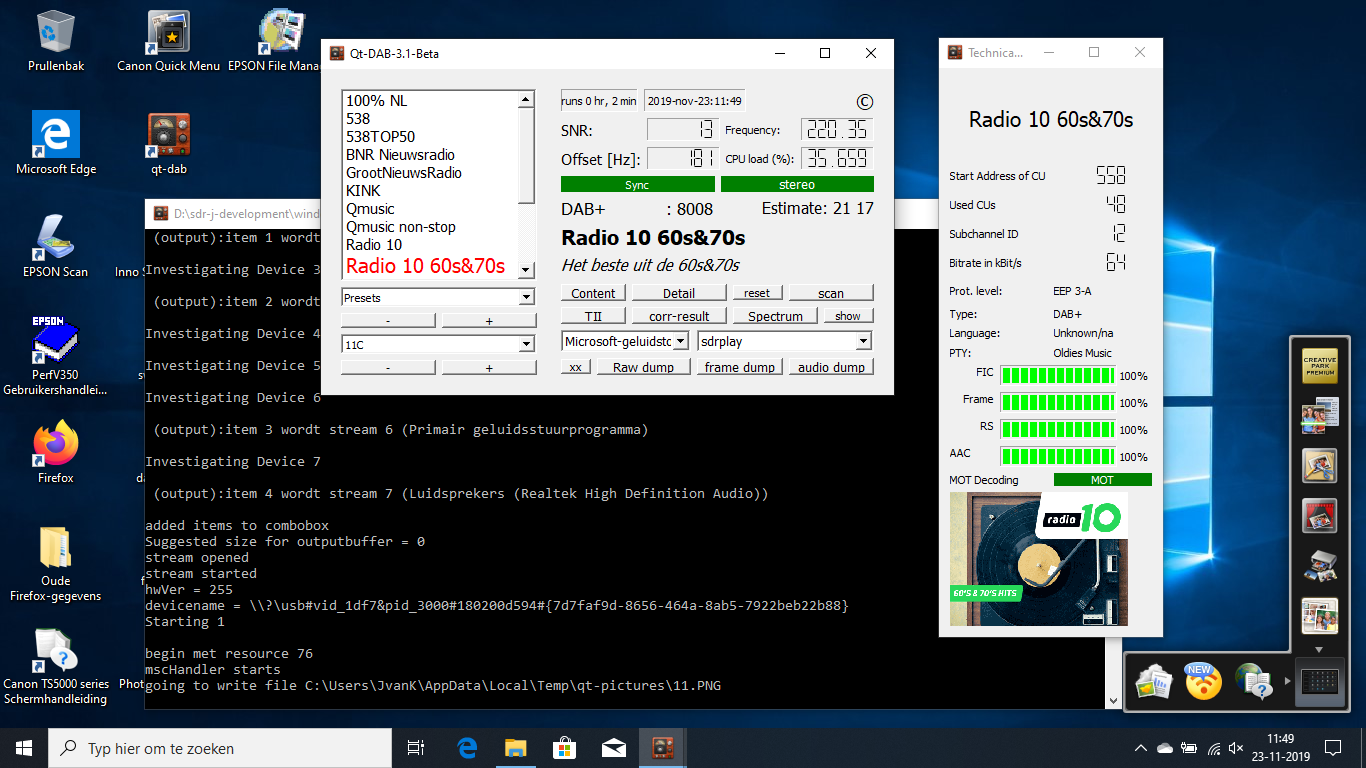 Prullenbak
Canon Quick Menu
EPSON File Mana
Microsoft Edge
qt-dab
EPSON Scan
Inno S
EPSON
PerfV350
Gebruikershandlei...
Firefox
Oude
Firefox-gegevens
Canon TS5000 series
Schermhandleiding
Phot
Qt-DAB-3.1-Beta
100% NL
538
538TOP50
BNR Nieuwsradio
GrootNieuwsRadio
KINK
Qmusic
Qmusic non-stop
Radio 10
Radio 10 60s&70s
Presets
- +
11C
- +
runs 0 hr, 2 min 2019-nov-23:11:49 ©
SNR: 13 Frequency: 220.35
Offset [Hz]: 181 CPU load (%): 35.659
Sync stereo
DAB+ : 8008 Estimate: 21 17
Radio 10 60s&70s
Het beste uit de 60s&70s
Content Detail reset scan
TII corr-result Spectrum show
Microsoft-geluidstc sdrplay
xx Raw dump frame dump audio dump
D:\sdr-j-development\wind
(output):item 1 wordt
Investigating Device 3
(output):item 2 wordt
Investigating Device 4
Investigating Device 5
Investigating Device 6
(output):item 3 wordt stream 6 (Primair geluidsstuurprogramma)
Investigating Device 7
(output):item 4 wordt stream 7 (Luidsprekers (Realtek High Definition Audio))
added items to combobox
Suggested size for outputbuffer = 0
stream opened
stream started
hwVer = 255
devicename = \\?\usb#vid_1df7&pid_3000#180200d594#{7d7faf9d-8656-464a-8ab5-7922beb22b88}
Starting 1
begin met resource 76
mscHandler starts
going to write file C:\Users\JvanK\AppData\Local\Temp\qt-pictures\11.PNG
Technica...
Radio 10 60s&70s
Start Address of CU 558
Used CUs 48
Subchannel ID 12
Bitrate in kBit/s 64
Prot. level: EEP 3-A
Type: DAB+
Language: Unknown/na
PTY: Oldies Music
FIC 100%
Frame 100%
RS 100%
AAC 100%
MOT Decoding MOT
radio 10
60'S & 70'S HITS
CREATIVE
PARK
PREMIUM
NEW
Typ hier om te zoeken
11:49
23-11-2019